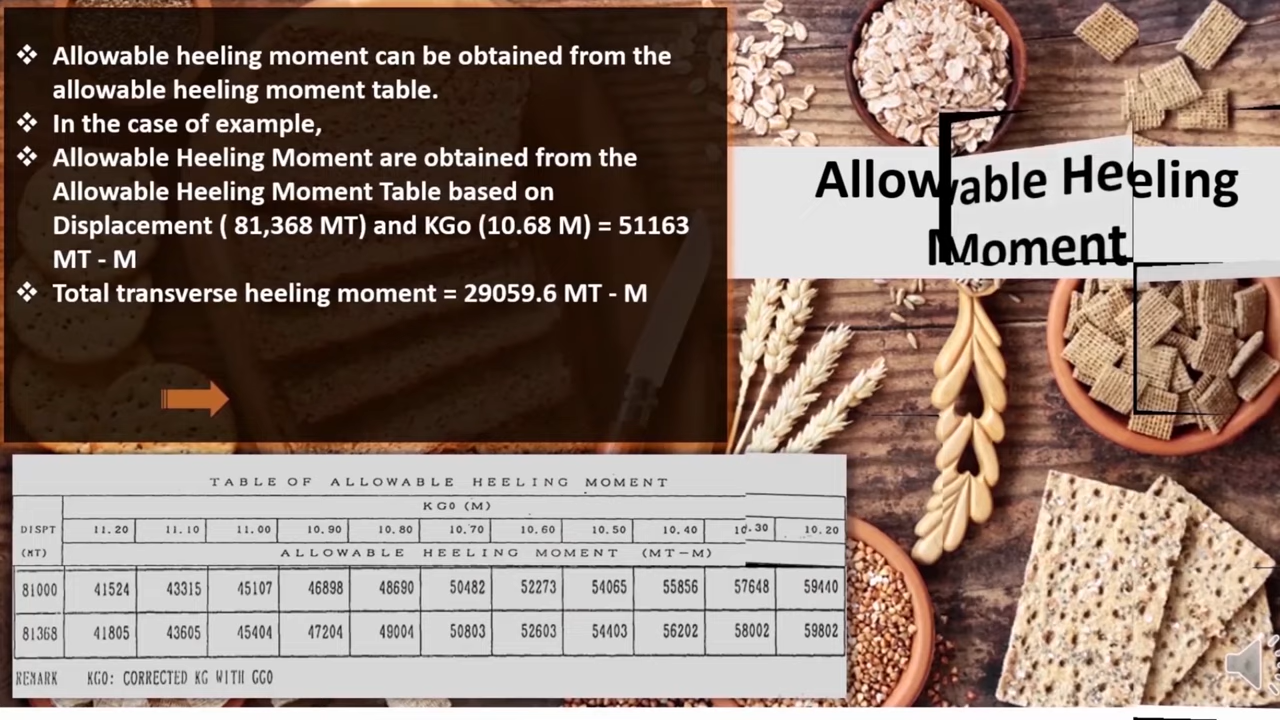 ❖ Allowable heeling moment can be obtained from the
allowable heeling moment table.
❖ In the case of example,
❖ Allowable Heeling Moment are obtained from the
Allowable Heeling Moment Table based on
Displacement ( 81,368 MT) and KGo (10.68 M) = 51163
MT - M
❖ Total transverse heeling moment = 29059.6 MT - M
Allowable Heeling
Moment
TABLE OF ALLOWABLE HEELING MOMENT
KG0 (M)
DISPT 11.20 11.10 11.00 10.90 10.80 10.70 10.60 10.50 10.40 10.30 10.20
(MT) ALLOWABLE HEELING MOMENT (MT-M)
81000 41524 43315 45107 46898 48690 50482 52273 54065 55856 57648 59440
81368 41805 43605 45404 47204 49004 50803 52603 54403 56202 58002 59802
REMARK KGO: CORRECTED KG WITH GGO